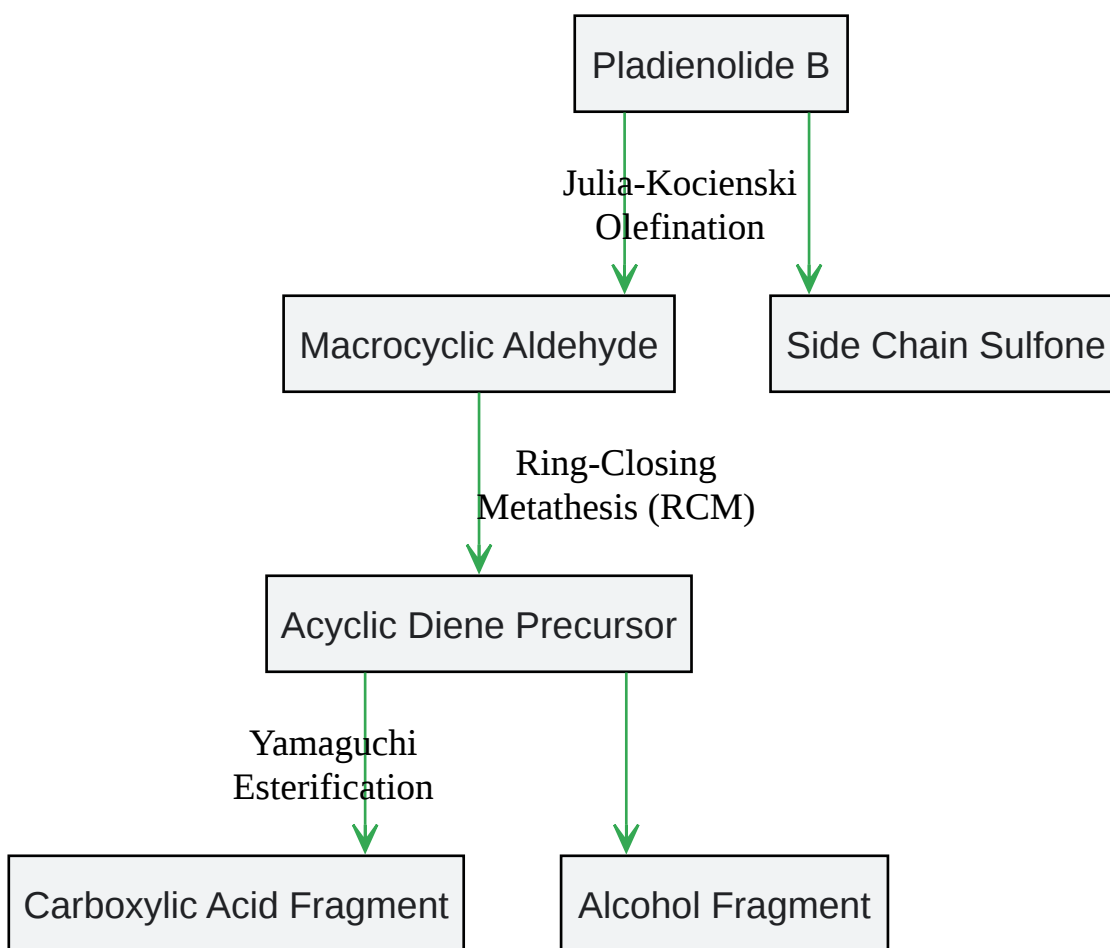 Pladienolide B
Julia-Kocienski
Olefination
Macrocyclic Aldehyde
Side Chain Sulfone
Ring-Closing
Metathesis (RCM)
Acyclic Diene Precursor
Yamaguchi
Esterification
Carboxylic Acid Fragment
Alcohol Fragment